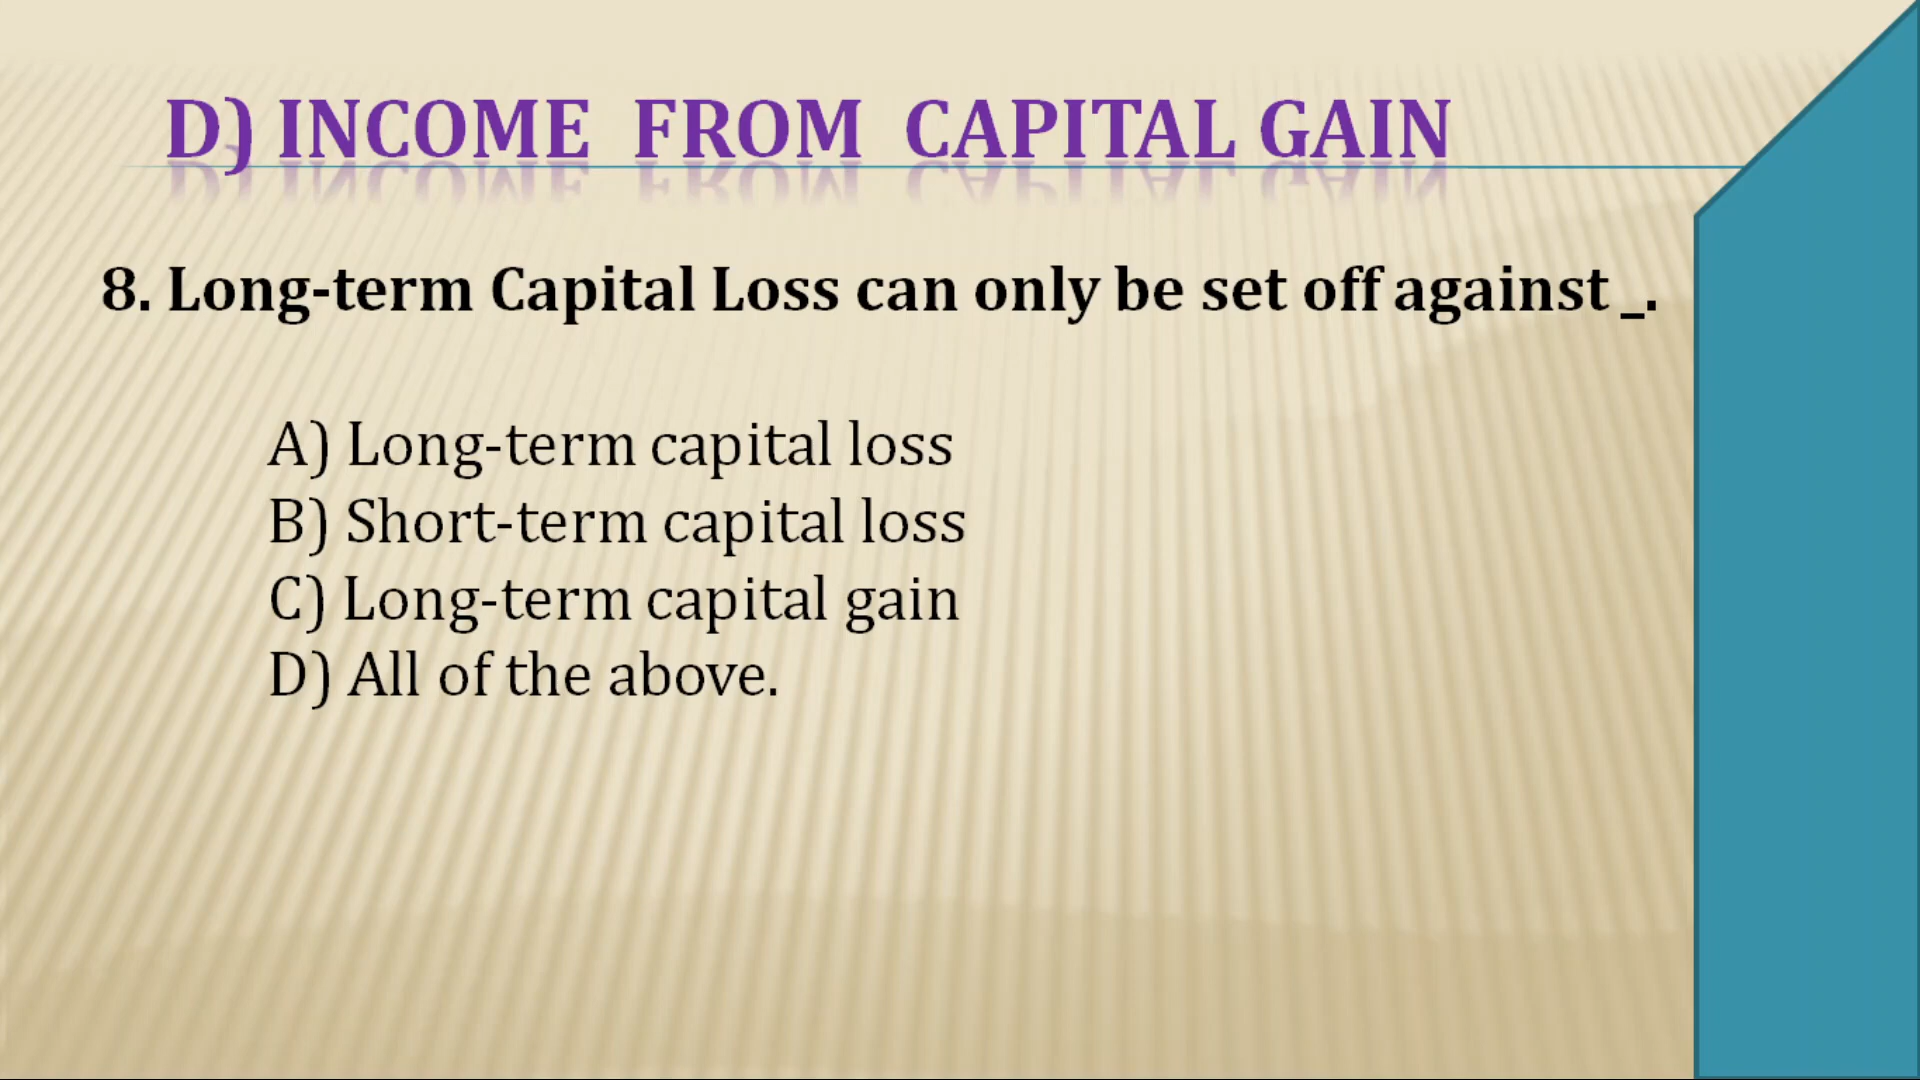 D) INCOME FROM CAPITAL GAIN
8. Long-term Capital Loss can only be set off against _.
A) Long-term capital loss
B) Short-term capital loss
C) Long-term capital gain
D) All of the above.